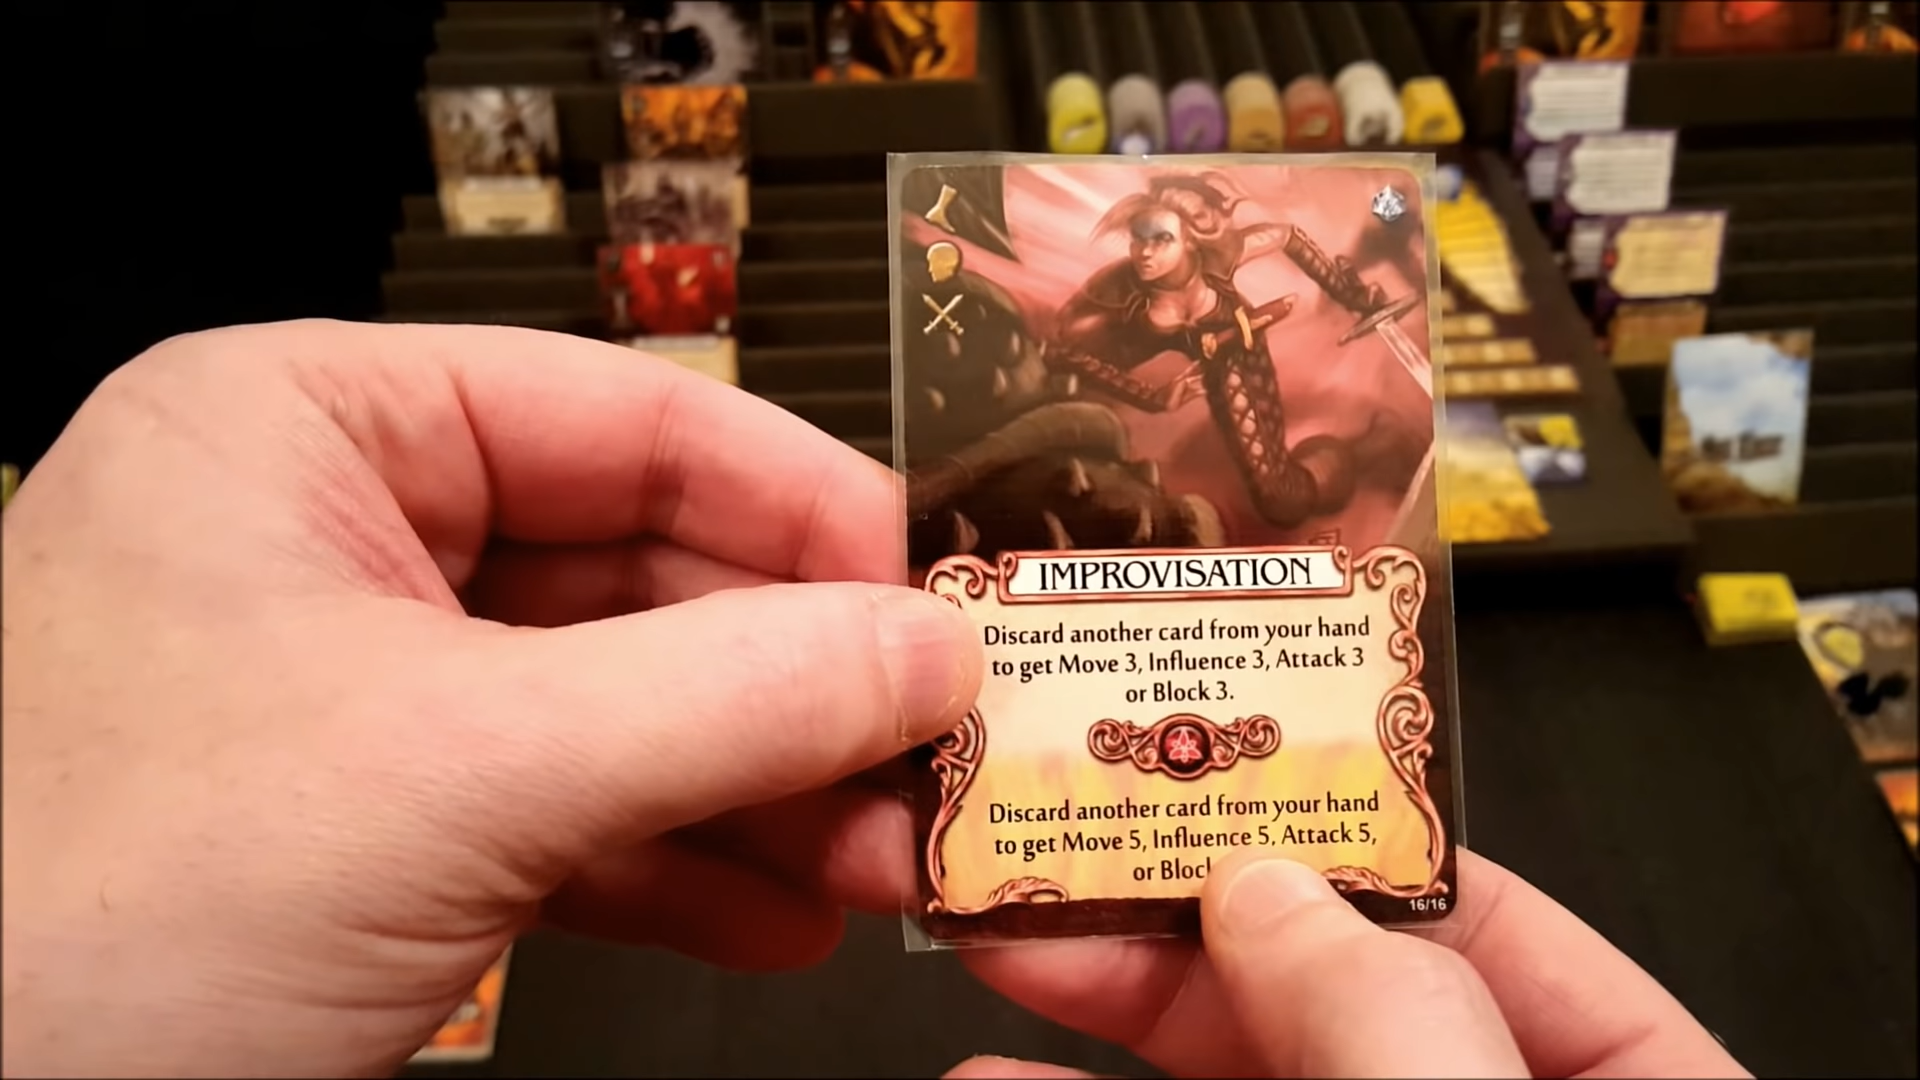 IMPROVISATION
Discard another card from your hand
to get Move 3, Influence 3, Attack 3
or Block 3.
Discard another card from your hand
to get Move 5, Influence 5, Attack 5,
or Block
16/16